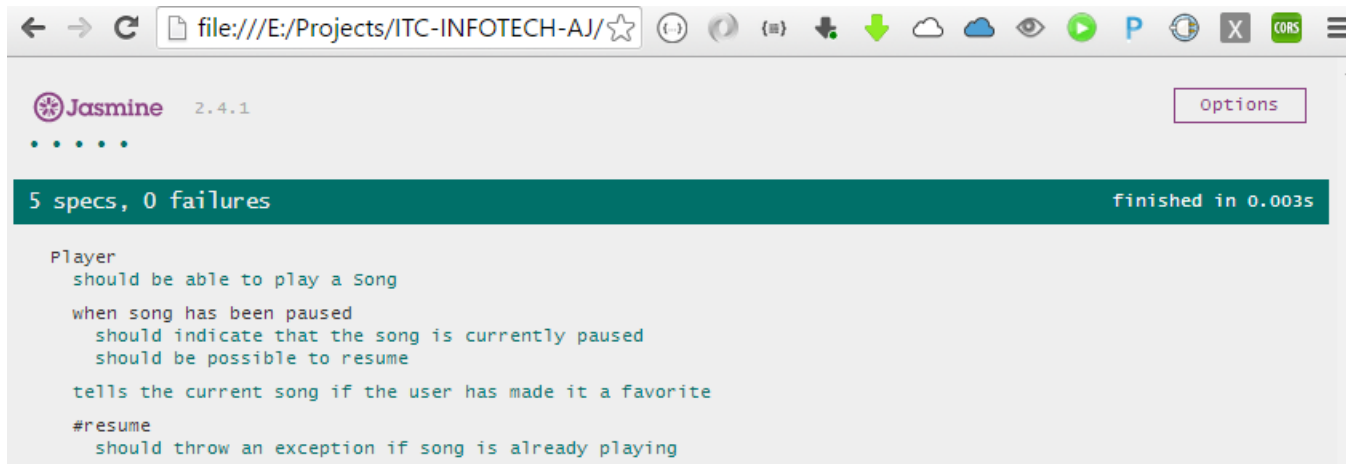 file:///E:/Projects/ITC-INFOTECH-AJ/
{≡}
P
X
CORS
Jasmine 2.4.1
Options
5 specs, 0 failures
finished in 0.003s
Player
should be able to play a Song
when song has been paused
should indicate that the song is currently paused
should be possible to resume
tells the current song if the user has made it a favorite
#resume
should throw an exception if song is already playing